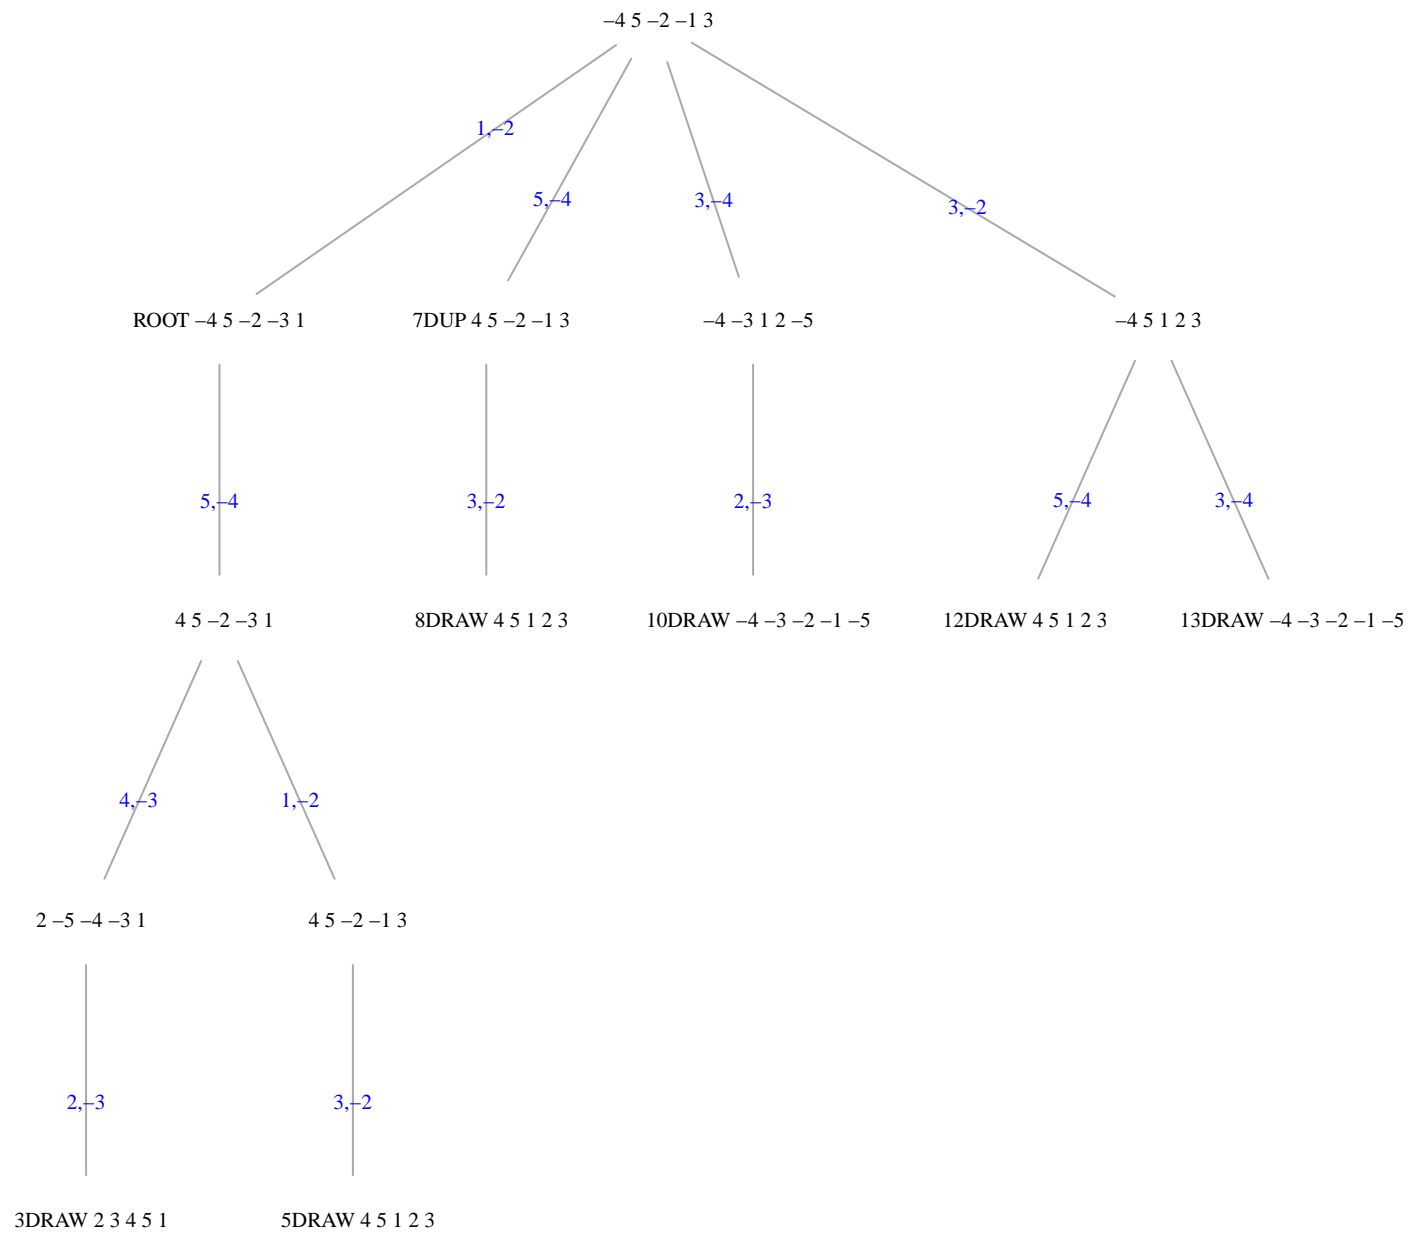 –4 5 –2 –1 3
1,–2
5,–4
3,–4
3,–2
ROOT –4 5 –2 –3 1
7DUP 4 5 –2 –1 3
–4 –3 1 2 –5
–4 5 1 2 3
5,–4
3,–2
2,–3
5,–4
3,–4
4 5 –2 –3 1
8DRAW 4 5 1 2 3
10DRAW –4 –3 –2 –1 –5
12DRAW 4 5 1 2 3
13DRAW –4 –3 –2 –1 –5
4,–3
1,–2
2 –5 –4 –3 1
4 5 –2 –1 3
2,–3
3,–2
3DRAW 2 3 4 5 1
5DRAW 4 5 1 2 3